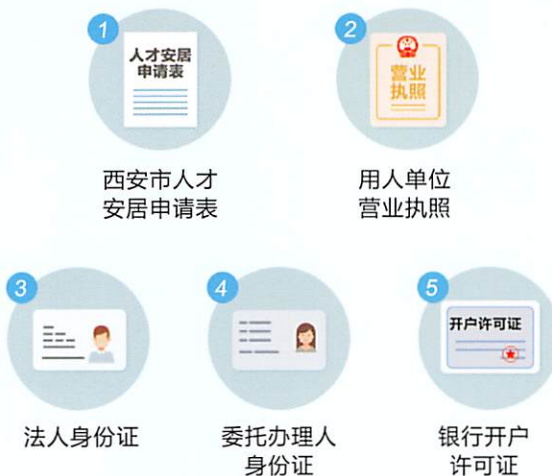 1
人才安居
申请表
西安市人才
安居申请表
2
营业
执照
用人单位
营业执照
3
法人身份证
4
委托办理人
身份证
5
开户许可证
银行开户
许可证